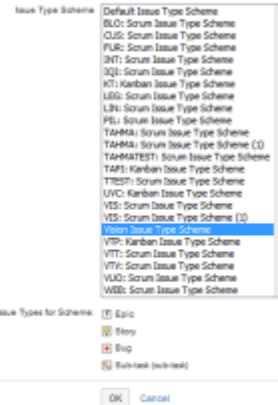 Issue Type Scheme
Default Issue Type Scheme
BLO: Scrum Issue Type Scheme
CUS: Scrum Issue Type Scheme
FUR: Scrum Issue Type Scheme
INT: Scrum Issue Type Scheme
IQI: Scrum Issue Type Scheme
KT: Kanban Issue Type Scheme
LEG: Scrum Issue Type Scheme
LIN: Scrum Issue Type Scheme
PIL: Scrum Issue Type Scheme
TAHMA: Scrum Issue Type Scheme
TAHMA: Scrum Issue Type Scheme (1)
TAHMATEST: Scrum Issue Type Scheme
TAPI: Kanban Issue Type Scheme
TTEST: Scrum Issue Type Scheme
UVC: Kanban Issue Type Scheme
VIS: Scrum Issue Type Scheme
VIS: Scrum Issue Type Scheme (1)
Vision Issue Type Scheme
VTP: Kanban Issue Type Scheme
VTT: Scrum Issue Type Scheme
VTV: Scrum Issue Type Scheme
VUO: Scrum Issue Type Scheme
WEB: Scrum Issue Type Scheme
Issue Types for Scheme:
Epic
Story
Bug
Sub-task (sub-task)
OK Cancel